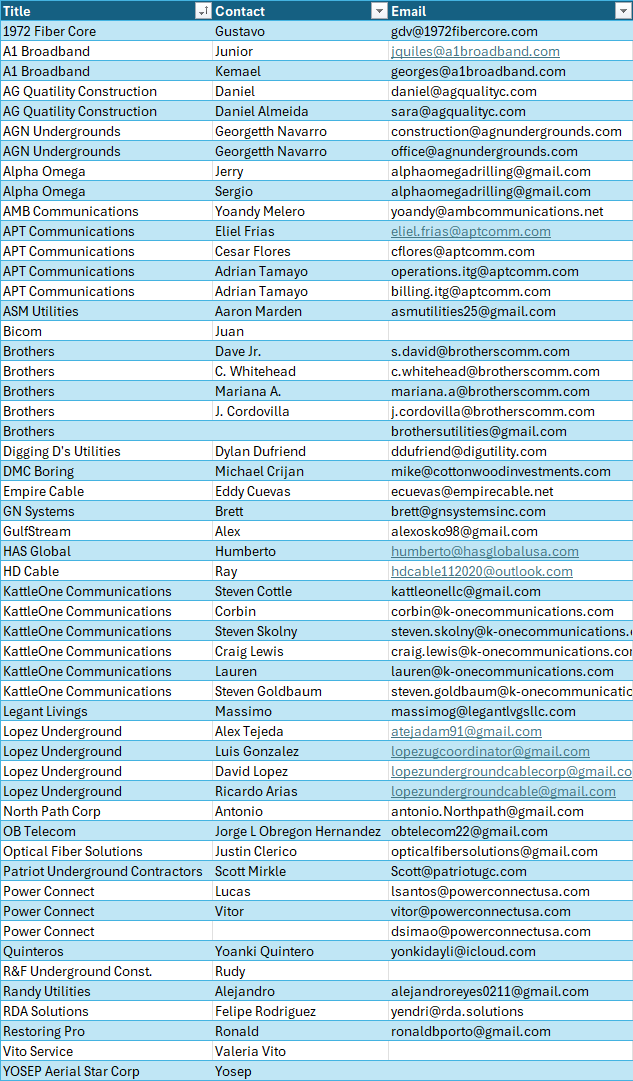 Title Contact Email
1972 Fiber Core Gustavo gdv@1972fibercore.com
A1 Broadband Junior jquiles@a1broadband.com
A1 Broadband Kemael georges@a1broadband.com
AG Quatility Construction Daniel daniel@agqualityc.com
AG Quatility Construction Daniel Almeida sara@agqualityc.com
AGN Undergrounds Georgetth Navarro construction@agnundergrounds.com
AGN Undergrounds Georgetth Navarro office@agnundergrounds.com
Alpha Omega Jerry alphaomegadrilling@gmail.com
Alpha Omega Sergio alphaomegadrilling@gmail.com
AMB Communications Yoandy Melero yoandy@ambcommunications.net
APT Communications Eliel Frias eliel.frias@aptcomm.com
APT Communications Cesar Flores cflores@aptcomm.com
APT Communications Adrian Tamayo operations.itg@aptcomm.com
APT Communications Adrian Tamayo billing.itg@aptcomm.com
ASM Utilities Aaron Marden asmutilities25@gmail.com
Bicom Juan
Brothers Dave Jr. s.david@brotherscomm.com
Brothers C. Whitehead c.whitehead@brotherscomm.com
Brothers Mariana A. mariana.a@brotherscomm.com
Brothers J. Cordovilla j.cordovilla@brotherscomm.com
Brothers brothersutilities@gmail.com
Digging D's Utilities Dylan Dufriend ddufriend@digutility.com
DMC Boring Michael Crijan mike@cottonwoodinvestments.com
Empire Cable Eddy Cuevas ecuevas@empirecable.net
GN Systems Brett brett@gnsystemsinc.com
GulfStream Alex alexosko98@gmail.com
HAS Global Humberto humberto@hasglobalusa.com
HD Cable Ray hdcable112020@outlook.com
KattleOne Communications Steven Cottle kattleonellc@gmail.com
KattleOne Communications Corbin corbin@k-onecommunications.com
KattleOne Communications Steven Skolny steven.skolny@k-onecommunications.
KattleOne Communications Craig Lewis craig.lewis@k-onecommunications.co
KattleOne Communications Lauren lauren@k-onecommunications.com
KattleOne Communications Steven Goldbaum steven.goldbaum@k-onecommunicatio
Legant Livings Massimo massimog@legantlvgsllc.com
Lopez Underground Alex Tejeda atejadam91@gmail.com
Lopez Underground Luis Gonzalez lopezugcoordinator@gmail.com
Lopez Underground David Lopez lopezundergroundcablecorp@gmail.co
Lopez Underground Ricardo Arias lopezundergroundcable@gmail.com
North Path Corp Antonio antonio.Northpath@gmail.com
OB Telecom Jorge L Obregon Hernandez obtelecom22@gmail.com
Optical Fiber Solutions Justin Clerico opticalfibersolutions@gmail.com
Patriot Underground Contractors Scott Mirkle Scott@patriotugc.com
Power Connect Lucas lsantos@powerconnectusa.com
Power Connect Vitor vitor@powerconnectusa.com
Power Connect dsimao@powerconnectusa.com
Quinteros Yoanki Quintero yonkidayli@icloud.com
R&F Underground Const. Rudy
Randy Utilities Alejandro alejandroreyes0211@gmail.com
RDA Solutions Felipe Rodriguez yendri@rda.solutions
Restoring Pro Ronald ronaldbporto@gmail.com
Vito Service Valeria Vito
YOSEP Aerial Star Corp Yosep